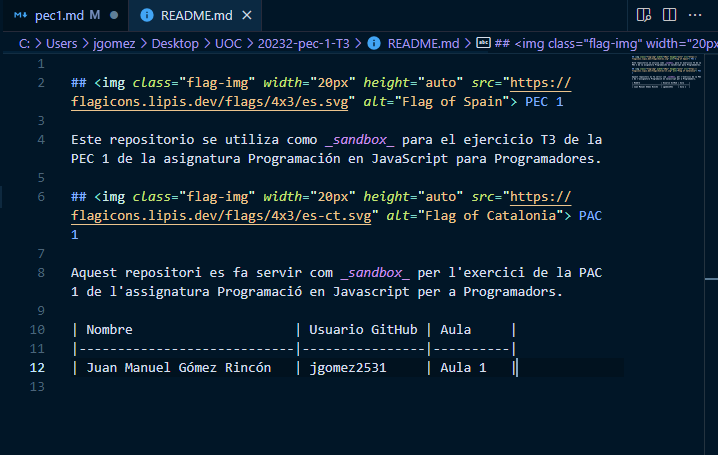 pec1.md M README.md
C: > Users > jgomez > Desktop > UOC > 20232-pec-1-T3 > README.md > ## <img class="flag-img" width="20px
1
2 ## <img class="flag-img" width="20px" height="auto" src="https://
flagicons.lipis.dev/flags/4x3/es.svg" alt="Flag of Spain"> PEC 1
3
4 Este repositorio se utiliza como _sandbox_ para el ejercicio T3 de la
PEC 1 de la asignatura Programación en JavaScript para Programadores.
5
6 ## <img class="flag-img" width="20px" height="auto" src="https://
flagicons.lipis.dev/flags/4x3/es-ct.svg" alt="Flag of Catalonia"> PAC
1
7
8 Aquest repositori es fa servir com _sandbox_ per l'exercici de la PAC
1 de l'assignatura Programació en Javascript per a Programadors.
9
10 | Nombre | Usuario GitHub | Aula |
11 |----------------------------|----------------|----------|
12 | Juan Manuel Gómez Rincón | jgomez2531 | Aula 1 |
13